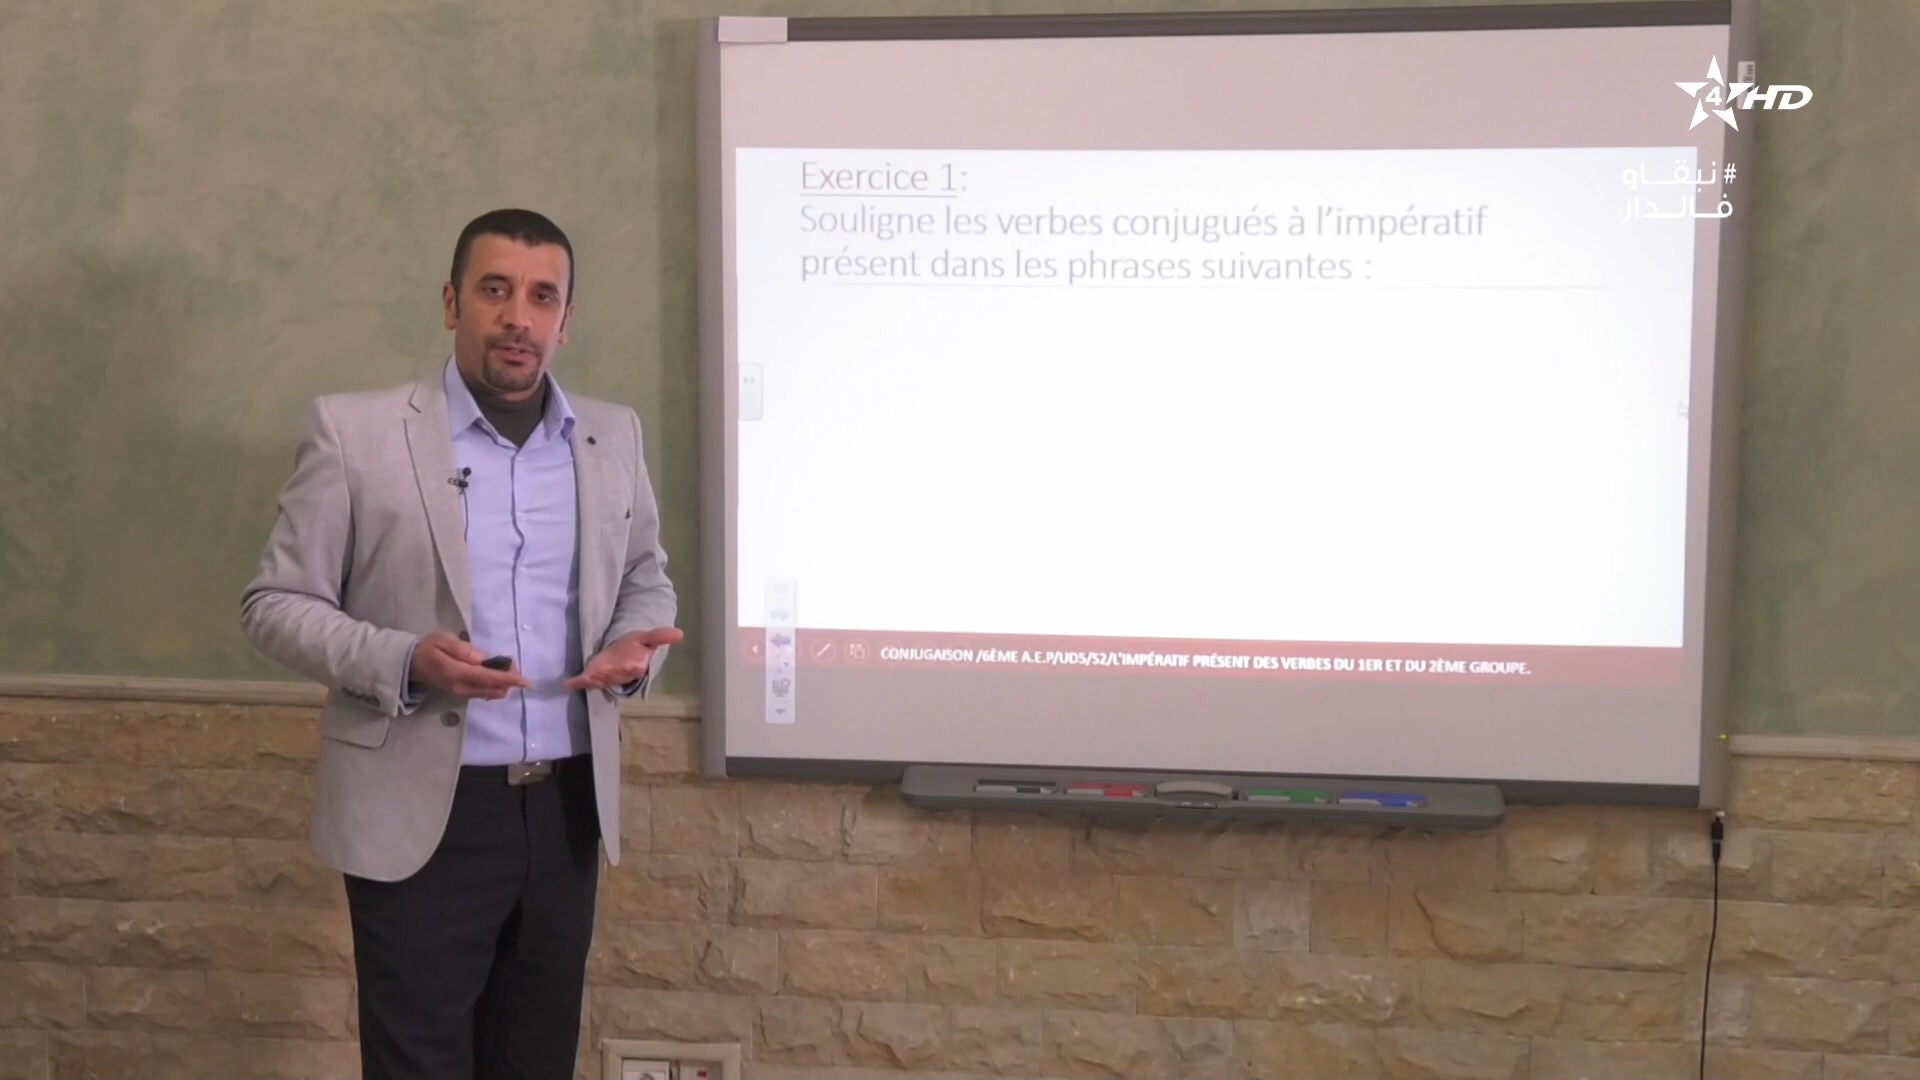 4 HD
#نبقاو
فالدار
Exercice 1:
Souligne les verbes conjugués à l’impératif
présent dans les phrases suivantes :
CONJUGAISON /6ÈME A.E.P/UD5/S2/L’IMPÉRATIF PRÉSENT DES VERBES DU 1ER ET DU 2ÈME GROUPE.